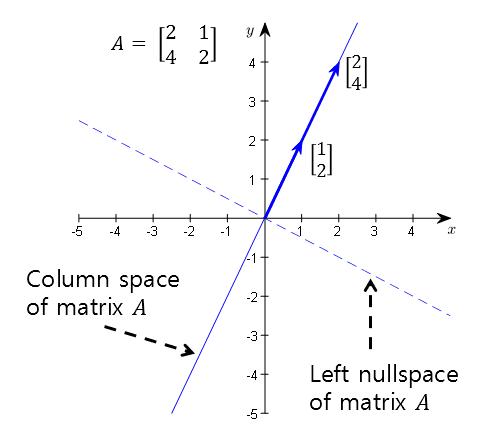 A = [2 1
4 2]
y
[2
4]
[1
2]
4
3
2
1
-5 -4 -3 -2 -1 1 2 3 4 x
-1
-2
-3
-4
-5
Column space
of matrix A
Left nullspace
of matrix A